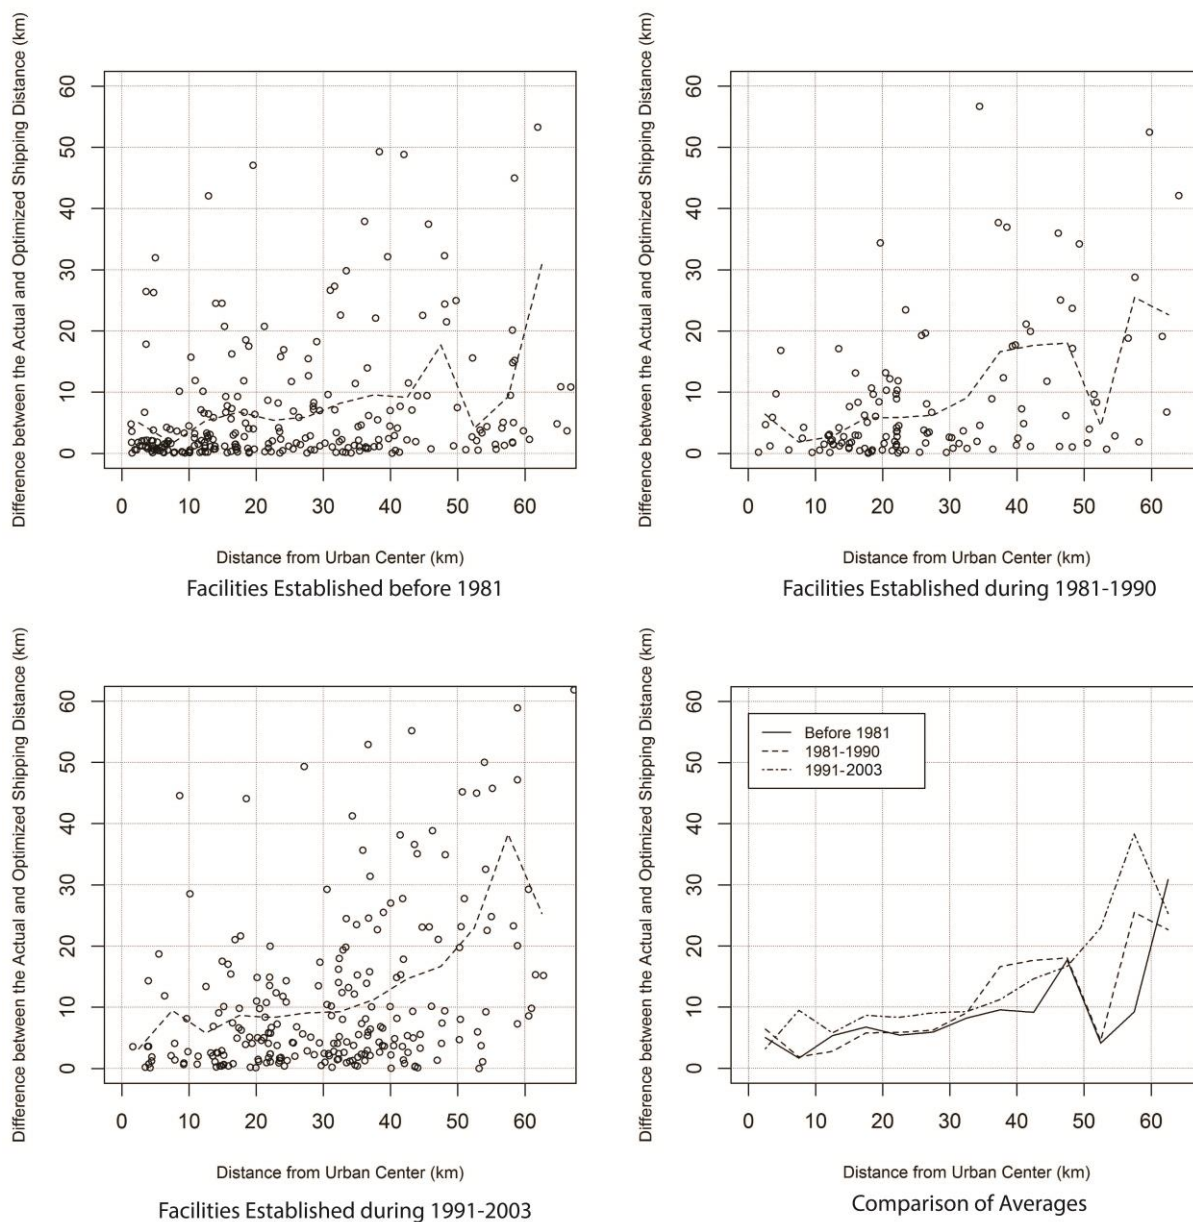 Difference between the Actual and Optimized Shipping Distance (km)
60
50
40
30
20
10
0
0 10 20 30 40 50 60
Distance from Urban Center (km)
Facilities Established before 1981
Difference between the Actual and Optimized Shipping Distance (km)
60
50
40
30
20
10
0
0 10 20 30 40 50 60
Distance from Urban Center (km)
Facilities Established during 1981-1990
Difference between the Actual and Optimized Shipping Distance (km)
60
50
40
30
20
10
0
0 10 20 30 40 50 60
Distance from Urban Center (km)
Facilities Established during 1991-2003
Difference between the Actual and Optimized Shipping Distance (km)
60
50
40
30
20
10
0
Before 1981
1981-1990
1991-2003
0 10 20 30 40 50 60
Distance from Urban Center (km)
Comparison of Averages